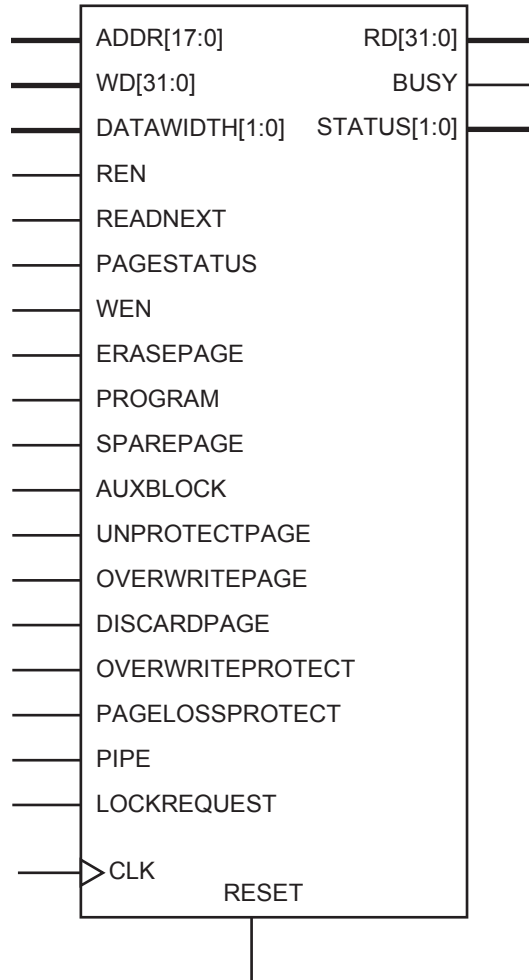 ADDR[17:0] RD[31:0]
WD[31:0] BUSY
DATAWIDTH[1:0] STATUS[1:0]
REN
READNEXT
PAGESTATUS
WEN
ERASEPAGE
PROGRAM
SPAREPAGE
AUXBLOCK
UNPROTECTPAGE
OVERWRITEPAGE
DISCARDPAGE
OVERWRITEPROTECT
PAGELOSSPROTECT
PIPE
LOCKREQUEST
CLK
RESET